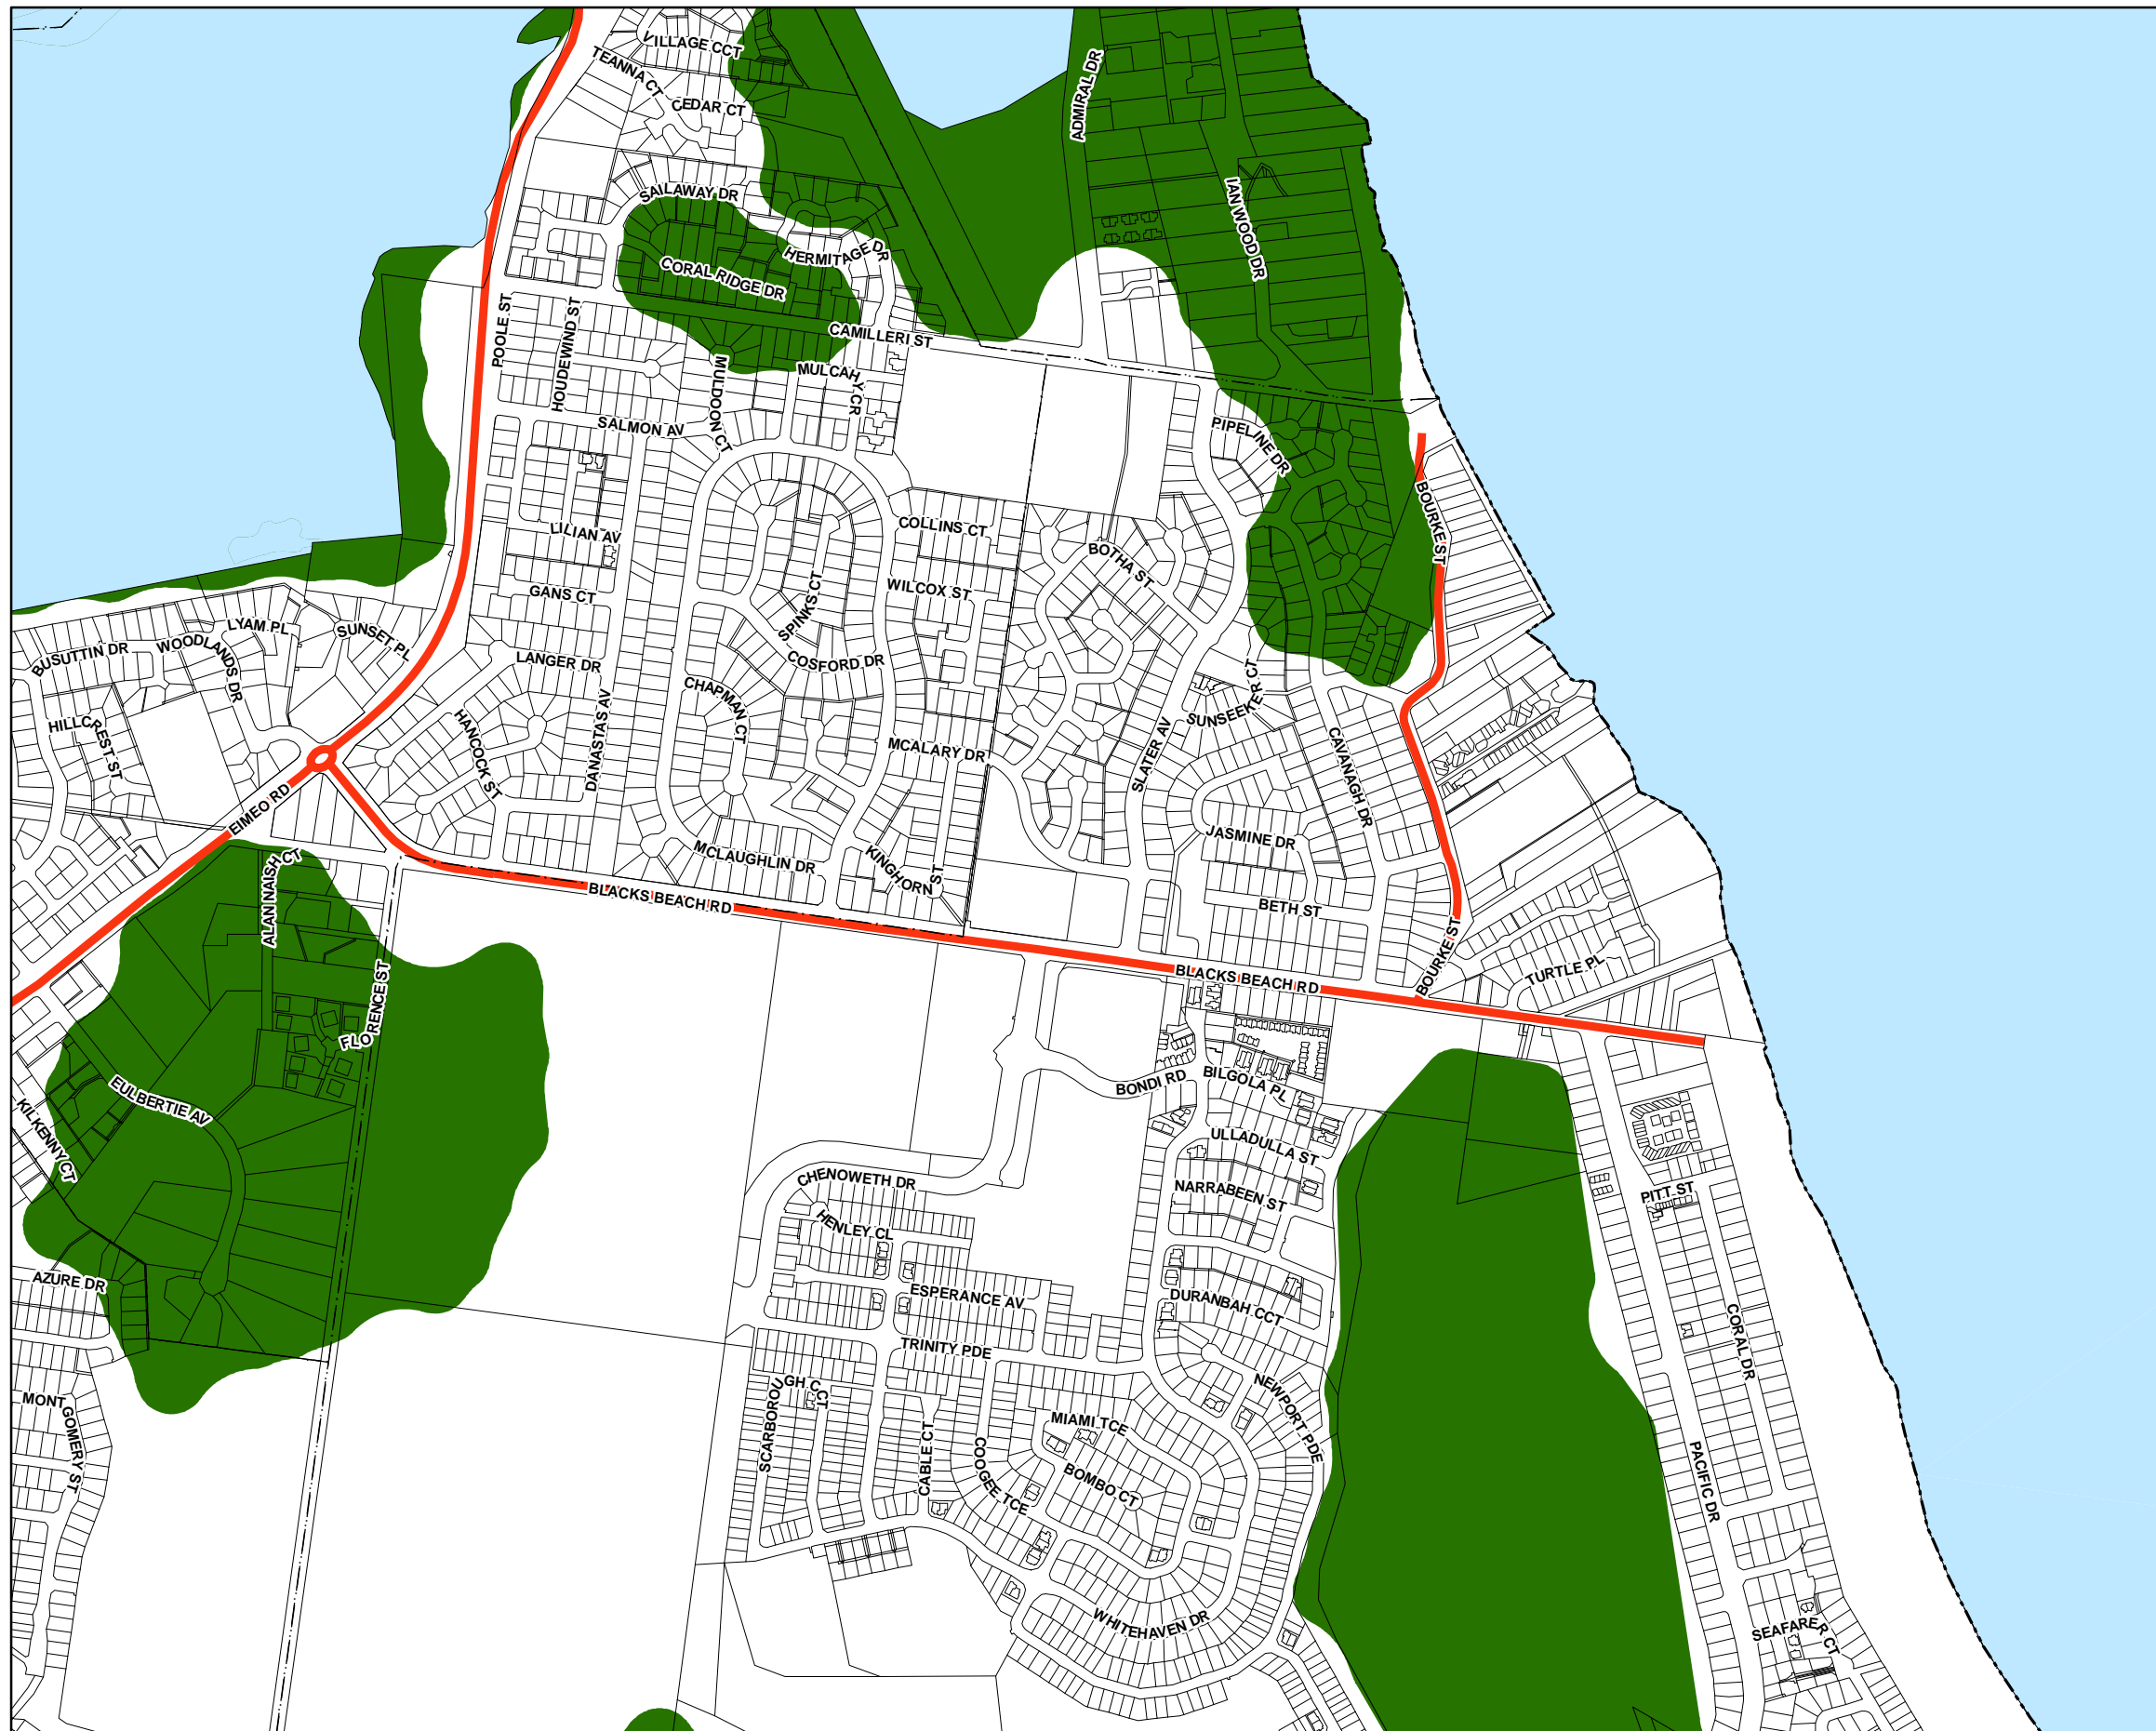 VILLAGE CCT
TEANNA CT
CEDAR CT
ADMIRAL DR
SAILAWAY DR
IAN WOOD DR
HERMITAGE DR
CORAL RIDGE DR
POOLE ST
HOUDEWIND ST
CAMILLERI ST
MULDOON CT
MULCAHY CR
SALMON AV
PIPELINE DR
BOURKE ST
LILIAN AV
COLLINS CT
BOTHA ST
GANS CT
SPINKS CT
WILCOX ST
LYAM PL
SUNSET PL
BUSUTTIN DR
WOODLANDS DR
LANGER DR
COSFORD DR
CHAPMAN CT
SUNSEEKER CT
HILLCREST ST
HANCOCK ST
DANASTAS AV
MCALARY DR
SLATER AV
CAVANAGH DR
EIMEO RD
JASMINE DR
MCLAUGHLIN DR
KINGHORN ST
ALAN NAISH CT
BLACKS BEACH RD
BETH ST
BOURKE ST
BLACKS BEACH RD
TURTLE PL
FLORENCE ST
BONDI RD
BILGOLA PL
EULBERTIE AV
KILKENNY CT
ULLADULLA ST
CHENOWETH DR
NARRABEEN ST
PITT ST
HENLEY CL
AZURE DR
ESPERANCE AV
DURANBAH CCT
CORAL DR
TRINITY PDE
SCARBOROUGH CCT
NEWPORT PDE
MONTGOMERY ST
MIAMI TCE
CABLE CT
COOGEE TCE
BOMBO CT
PACIFIC DR
WHITEHAVEN DR
SEAFARER CT